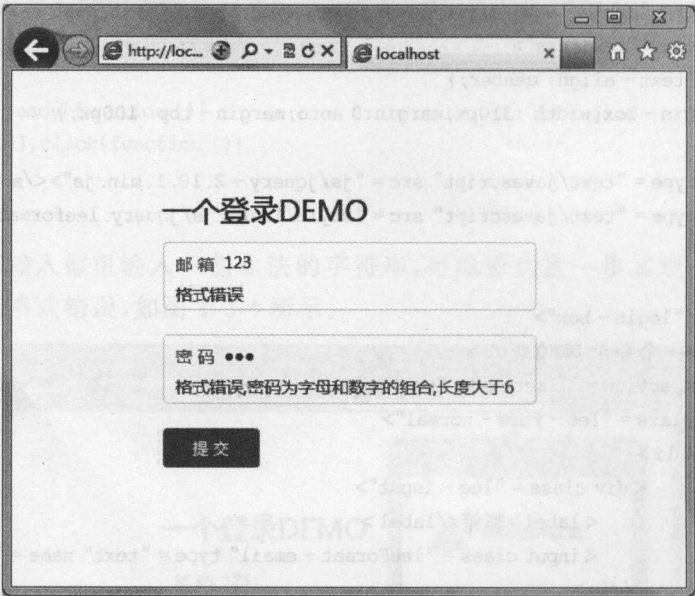 http://loc...
localhost
一个登录DEMO
邮 箱 123
格式错误
密 码 ●●●
格式错误,密码为字母和数字的组合,长度大于6
提 交